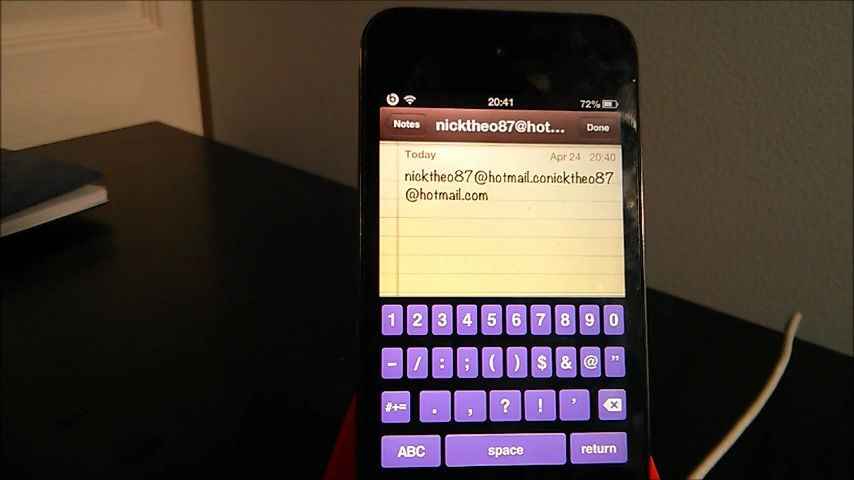 20:41 72%
Notes nicktheo87@hot... Done
Today Apr 24 20:40
nicktheo87@hotmail.conicktheo87
@hotmail.com
1 2 3 4 5 6 7 8 9 0
- / : ; ( ) $ & @ "
#+= . , ? ! '
ABC space return